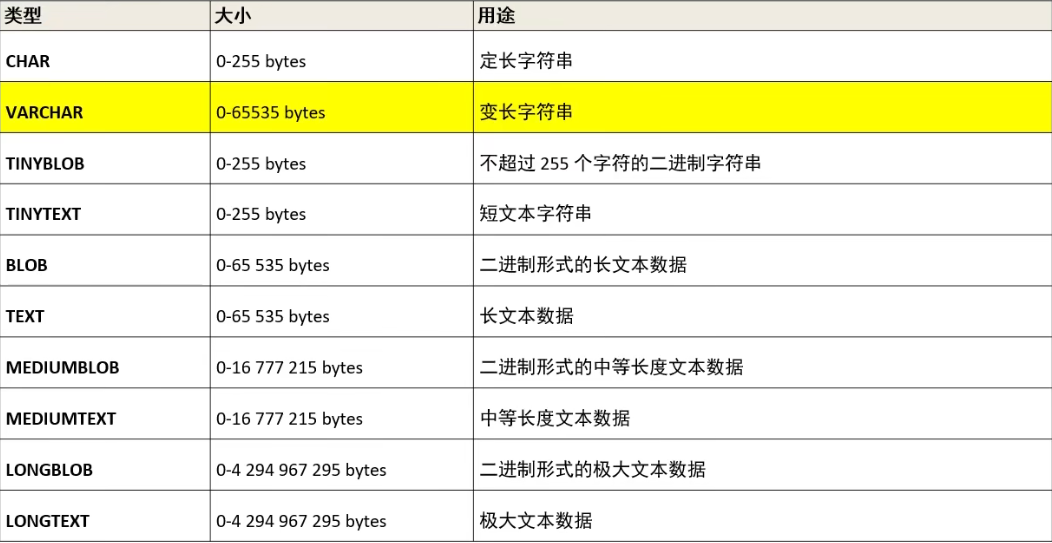 类型 大小 用途
CHAR 0-255 bytes 定长字符串
VARCHAR 0-65535 bytes 变长字符串
TINYBLOB 0-255 bytes 不超过 255 个字符的二进制字符串
TINYTEXT 0-255 bytes 短文本字符串
BLOB 0-65 535 bytes 二进制形式的长文本数据
TEXT 0-65 535 bytes 长文本数据
MEDIUMBLOB 0-16 777 215 bytes 二进制形式的中等长度文本数据
MEDIUMTEXT 0-16 777 215 bytes 中等长度文本数据
LONGBLOB 0-4 294 967 295 bytes 二进制形式的极大文本数据
LONGTEXT 0-4 294 967 295 bytes 极大文本数据